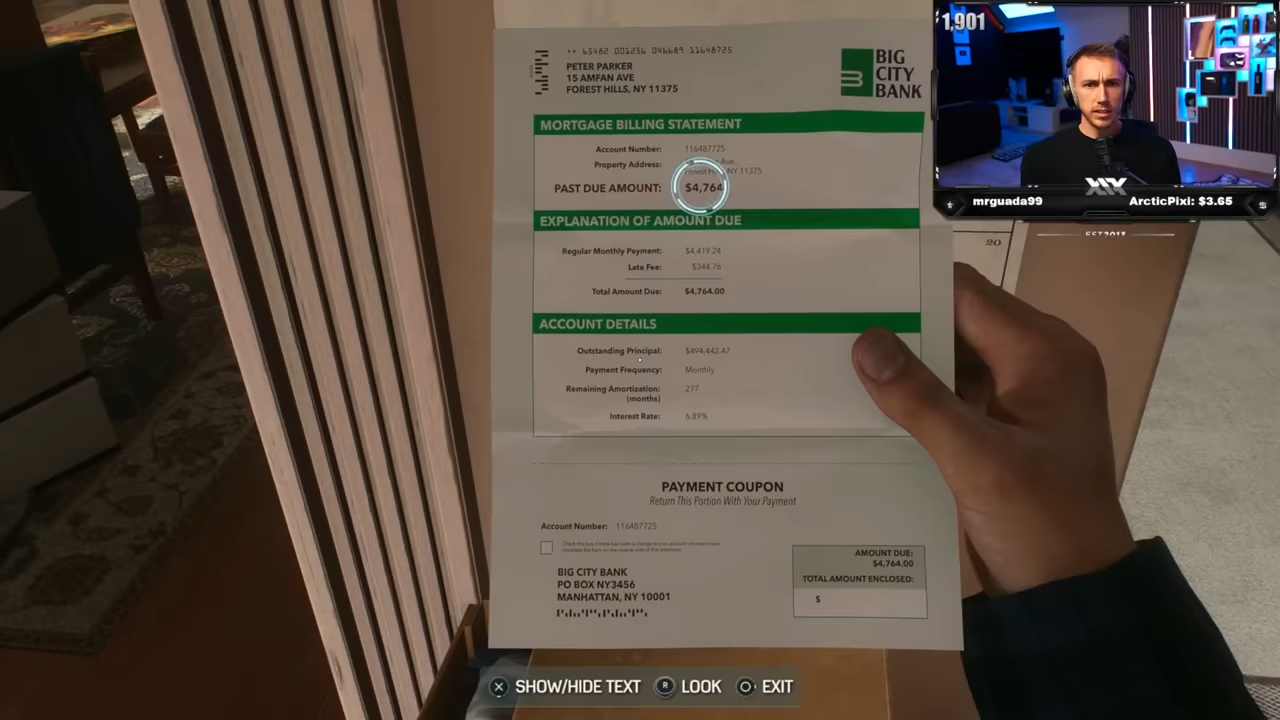 1,901
** 65482 001256 046689 11648725
PETER PARKER
15 AMFAN AVE
FOREST HILLS, NY 11375
BIG
CITY
BANK
MORTGAGE BILLING STATEMENT
Account Number: 116487725
Property Address: Ave,
Forest NY 11375
PAST DUE AMOUNT: $4,764
EXPLANATION OF AMOUNT DUE
Regular Monthly Payment: $4,419.24
Late Fee: $344.76
Total Amount Due: $4,764.00
ACCOUNT DETAILS
Outstanding Principal: $494,442.47
Payment Frequency: Monthly
Remaining Amortization: 277
(months)
Interest Rate: 6.89%
PAYMENT COUPON
Return This Portion With Your Payment
Account Number: 116487725
BIG CITY BANK
PO BOX NY3456
MANHATTAN, NY 10001
AMOUNT DUE:
$4,764.00
TOTAL AMOUNT ENCLOSED:
$
mrguada99
ArcticPixi: $3.65
20
SHOW/HIDE TEXT
R LOOK
EXIT